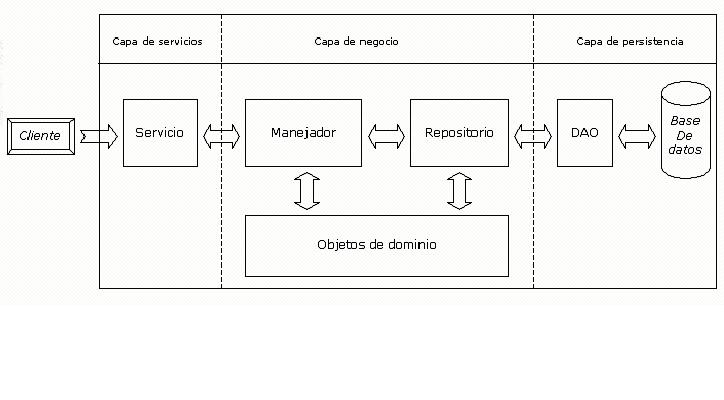 Capa de servicios
Capa de negocio
Capa de persistencia
Cliente
Servicio
Manejador
Repositorio
DAO
Base
De
datos
Objetos de dominio